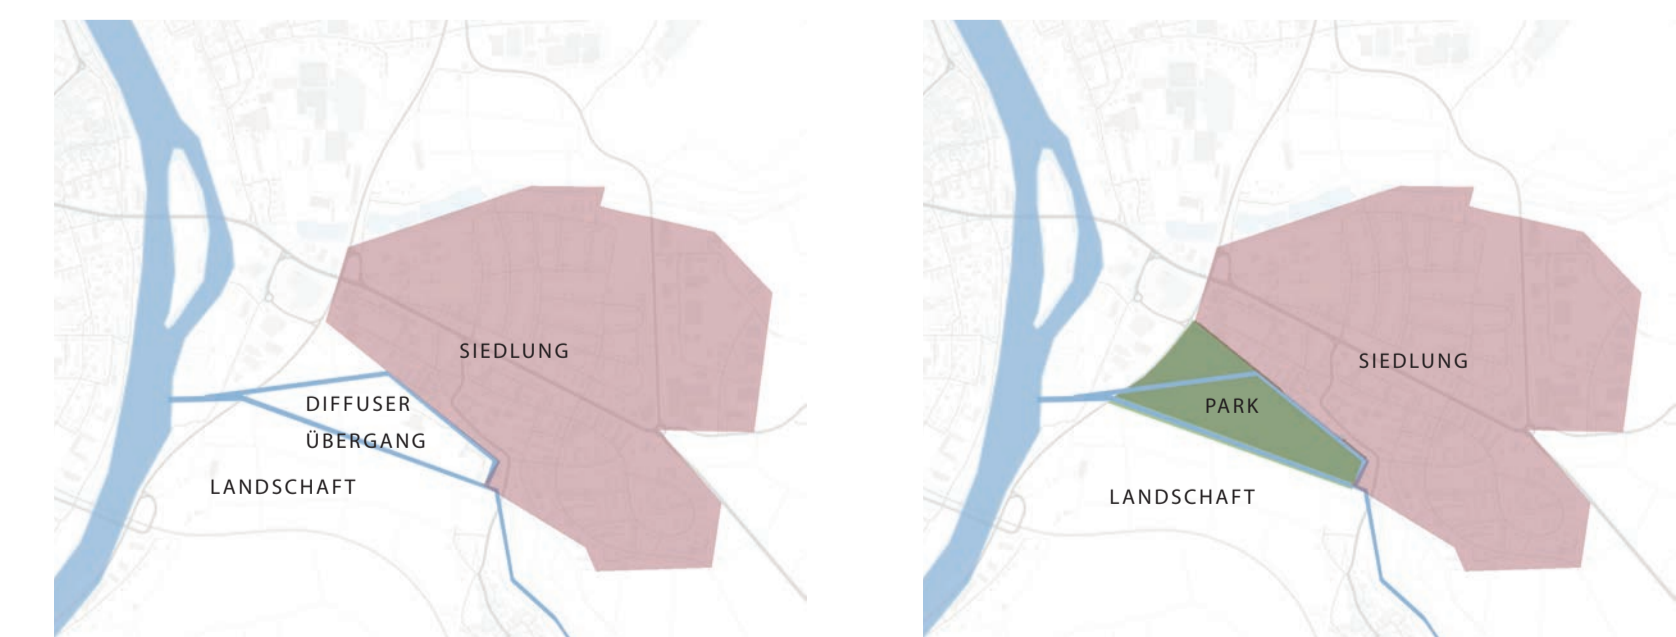 SIEDLUNG
DIFFUSER
ÜBERGANG
LANDSCHAFT
SIEDLUNG
PARK
LANDSCHAFT